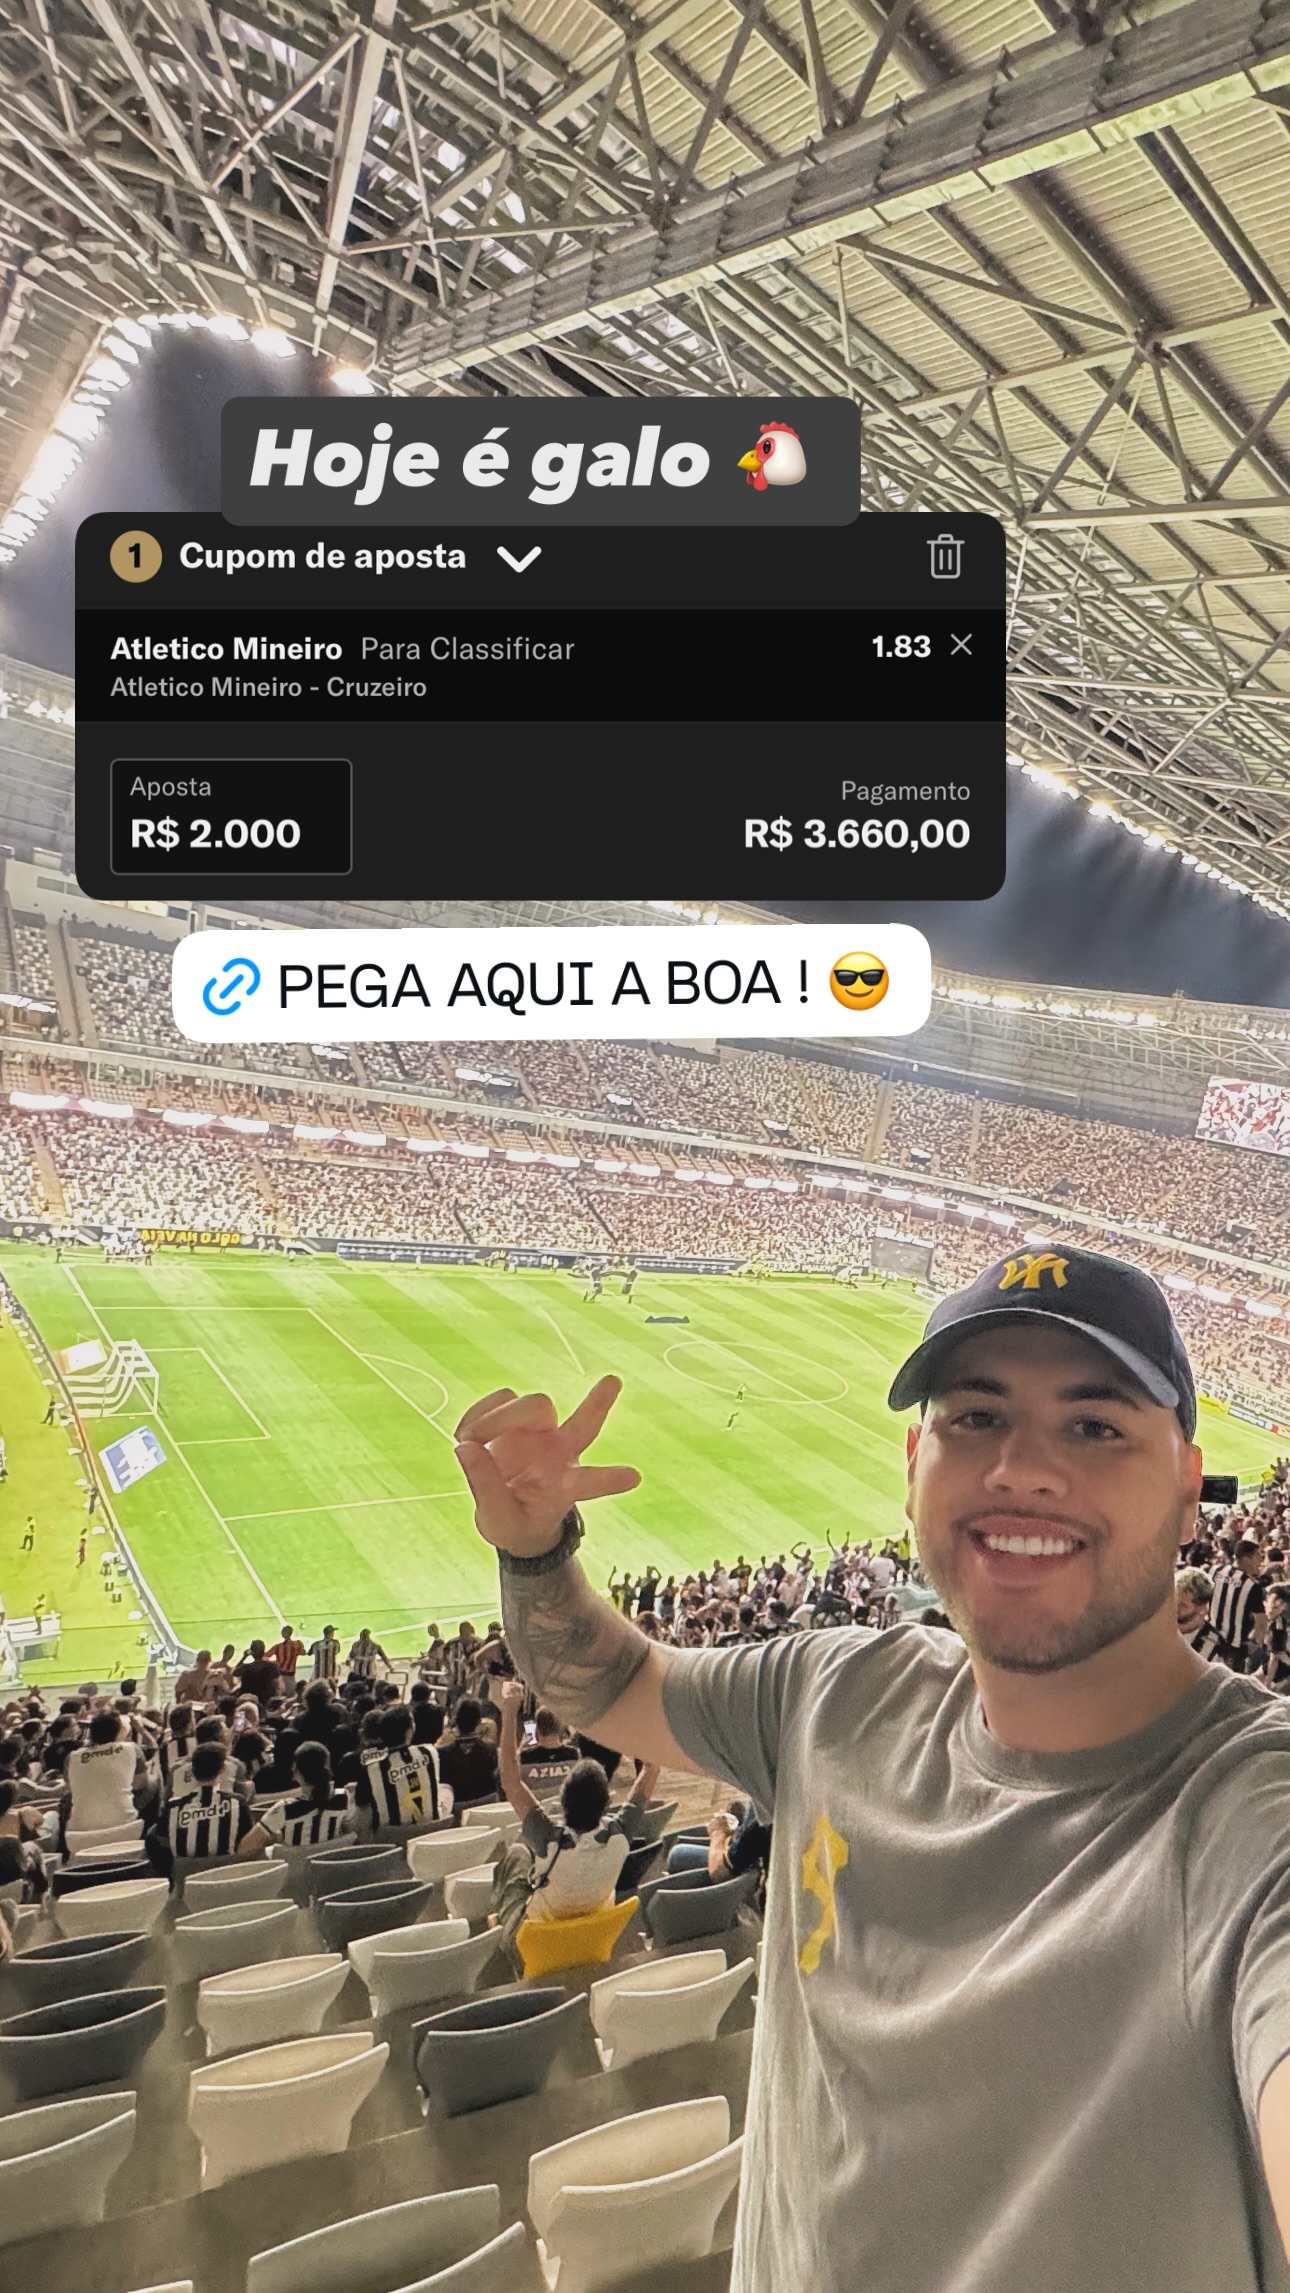 Hoje é galo 🐔
1 Cupom de aposta
Atletico Mineiro Para Classificar 1.83
Atletico Mineiro - Cruzeiro
Aposta
R$ 2.000
Pagamento
R$ 3.660,00
PEGA AQUI A BOA ! 😎